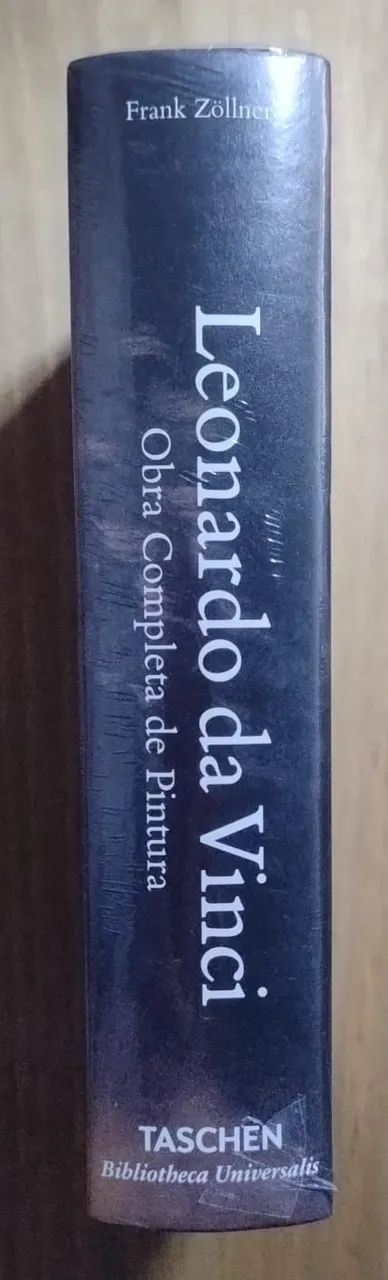 Frank Zöllner
Leonardo da Vinci
Obra Completa de Pintura
TASCHEN
Bibliotheca Universalis